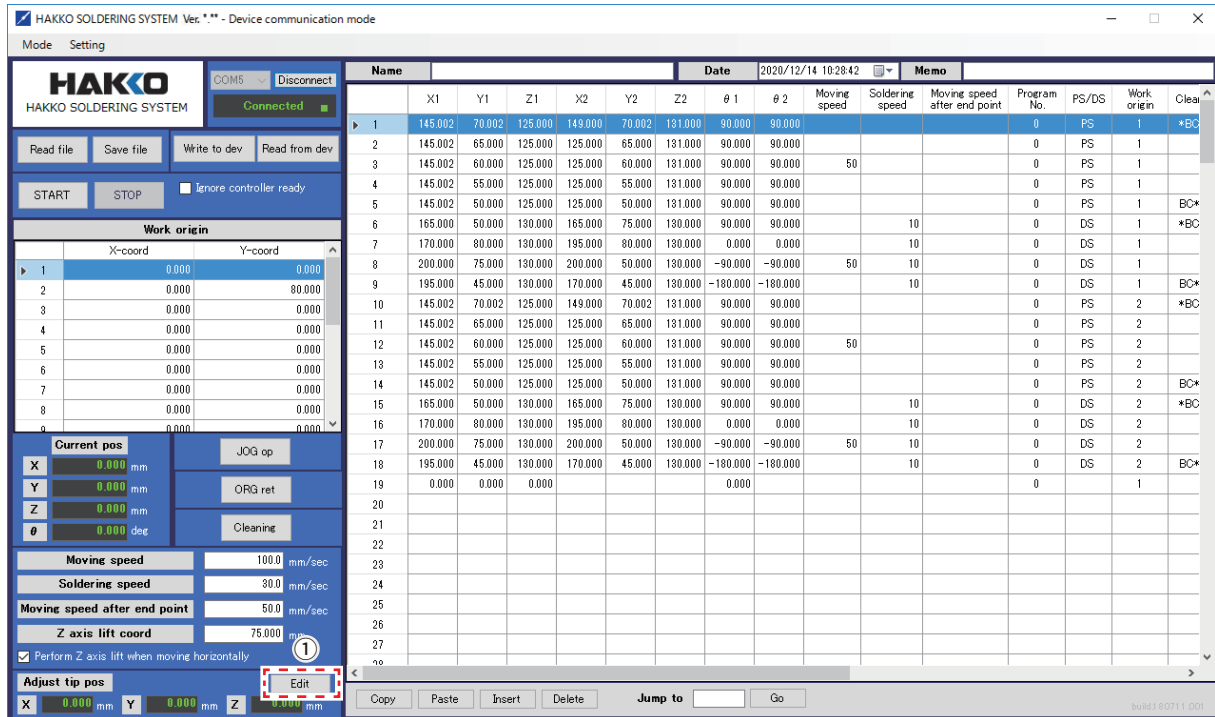 HAKKO SOLDERING SYSTEM Ver. *.** - Device communication mode
Mode Setting
HAKKO
HAKKO SOLDERING SYSTEM
COM5 Disconnect
Connected
Read file Save file Write to dev Read from dev
START STOP Ignore controller ready
Work origin
X-coord Y-coord
1 0.000 0.000
2 0.000 80.000
3 0.000 0.000
4 0.000 0.000
5 0.000 0.000
6 0.000 0.000
7 0.000 0.000
8 0.000 0.000
9 0.000 0.000
Current pos
X 0.000 mm
Y 0.000 mm
Z 0.000 mm
θ 0.000 deg
JOG op
ORG ret
Cleaning
Moving speed 100.0 mm/sec
Soldering speed 30.0 mm/sec
Moving speed after end point 50.0 mm/sec
Z axis lift coord 75.000 mm
Perform Z axis lift when moving horizontally
①
Adjust tip pos Edit
X 0.000 mm Y 0.000 mm Z 0.000 mm
Name Date 2020/12/14 10:28:42 Memo
X1 Y1 Z1 X2 Y2 Z2 θ 1 θ 2 Moving speed Soldering speed Moving speed after end point Program No. PS/DS Work origin Clea
1 145.002 70.002 125.000 149.000 70.002 131.000 90.000 90.000 0 PS 1 *BC
2 145.002 65.000 125.000 125.000 65.000 131.000 90.000 90.000 0 PS 1
3 145.002 60.000 125.000 125.000 60.000 131.000 90.000 90.000 50 0 PS 1
4 145.002 55.000 125.000 125.000 55.000 131.000 90.000 90.000 0 PS 1
5 145.002 50.000 125.000 125.000 50.000 131.000 90.000 90.000 0 PS 1 BC*
6 165.000 50.000 130.000 165.000 75.000 130.000 90.000 90.000 10 0 DS 1 *BC
7 170.000 80.000 130.000 195.000 80.000 130.000 0.000 0.000 10 0 DS 1
8 200.000 75.000 130.000 200.000 50.000 130.000 -90.000 -90.000 50 10 0 DS 1
9 195.000 45.000 130.000 170.000 45.000 130.000 -180.000 -180.000 10 0 DS 1 BC*
10 145.002 70.002 125.000 149.000 70.002 131.000 90.000 90.000 0 PS 2 *BC
11 145.002 65.000 125.000 125.000 65.000 131.000 90.000 90.000 0 PS 2
12 145.002 60.000 125.000 125.000 60.000 131.000 90.000 90.000 50 0 PS 2
13 145.002 55.000 125.000 125.000 55.000 131.000 90.000 90.000 0 PS 2
14 145.002 50.000 125.000 125.000 50.000 131.000 90.000 90.000 0 PS 2 BC*
15 165.000 50.000 130.000 165.000 75.000 130.000 90.000 90.000 10 0 DS 2 *BC
16 170.000 80.000 130.000 195.000 80.000 130.000 0.000 0.000 10 0 DS 2
17 200.000 75.000 130.000 200.000 50.000 130.000 -90.000 -90.000 50 10 0 DS 2
18 195.000 45.000 130.000 170.000 45.000 130.000 -180.000 -180.000 10 0 DS 2 BC*
19 0.000 0.000 0.000 0.000 0 1
20
21
22
23
24
25
26
27
28
Copy Paste Insert Delete Jump to Go
build.180711.001